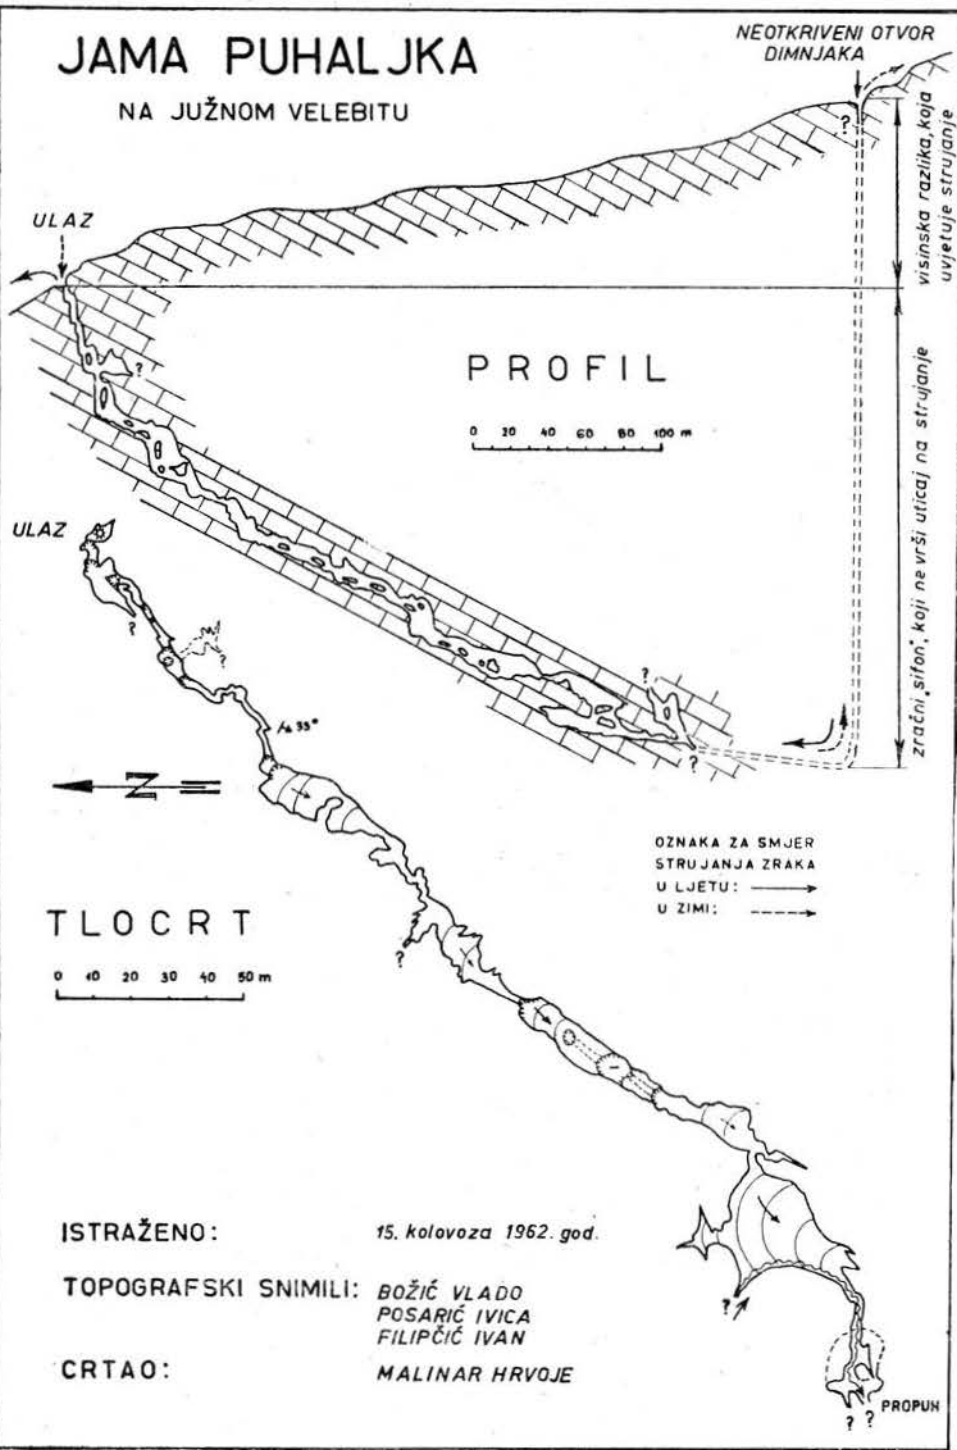 JAMA PUHALJKA
NA JUŽNOM VELEBITU
NEOTKRIVENI OTVOR
DIMNJAKA
?
visinska razlika, koja
uvjetuje strujanje
ULAZ
?
PROFIL
0 20 40 60 80 100 m
zračni „sifon“, koji ne vrši uticaj na strujanje
?
?
ULAZ
?
?
35°
N
OZNAKA ZA SMJER
STRUJANJA ZRAKA
U LJETU:
U ZIMI:
TLOCRT
0 10 20 30 40 50 m
?
?
? ?
PROPUH
ISTRAŽENO: 15. kolovoza 1962. god.
TOPOGRAFSKI SNIMILI: BOŽIĆ VLADO
POSARIĆ IVICA
FILIPČIĆ IVAN
CRTAO: MALINAR HRVOJE